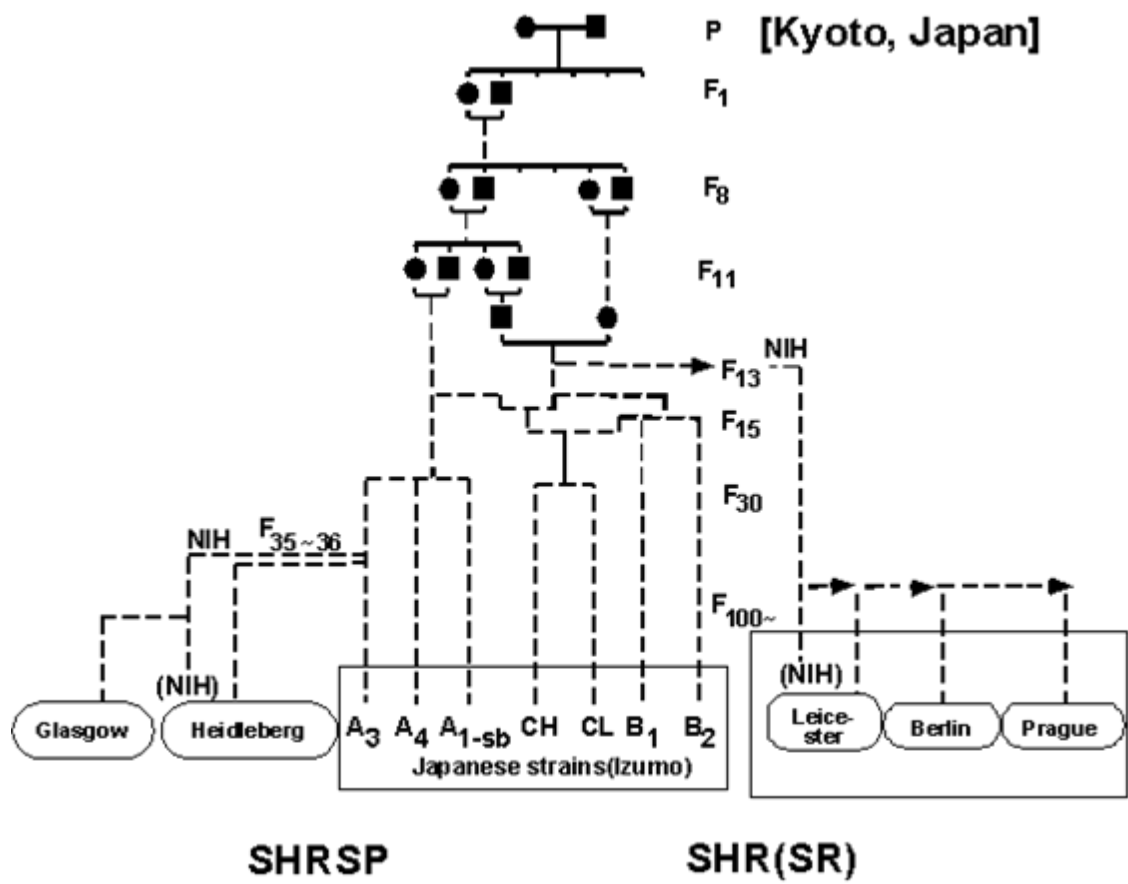 P [Kyoto, Japan]
F1
F8
F11
NIH
F13
F15
F30
NIH F35~36
F100~
(NIH) (NIH)
Glasgow Heidleberg A3 A4 A1-sb CH CL B1 B2 Leice-
ster Berlin Prague
Japanese strains(Izumo)
SHRSP SHR(SR)